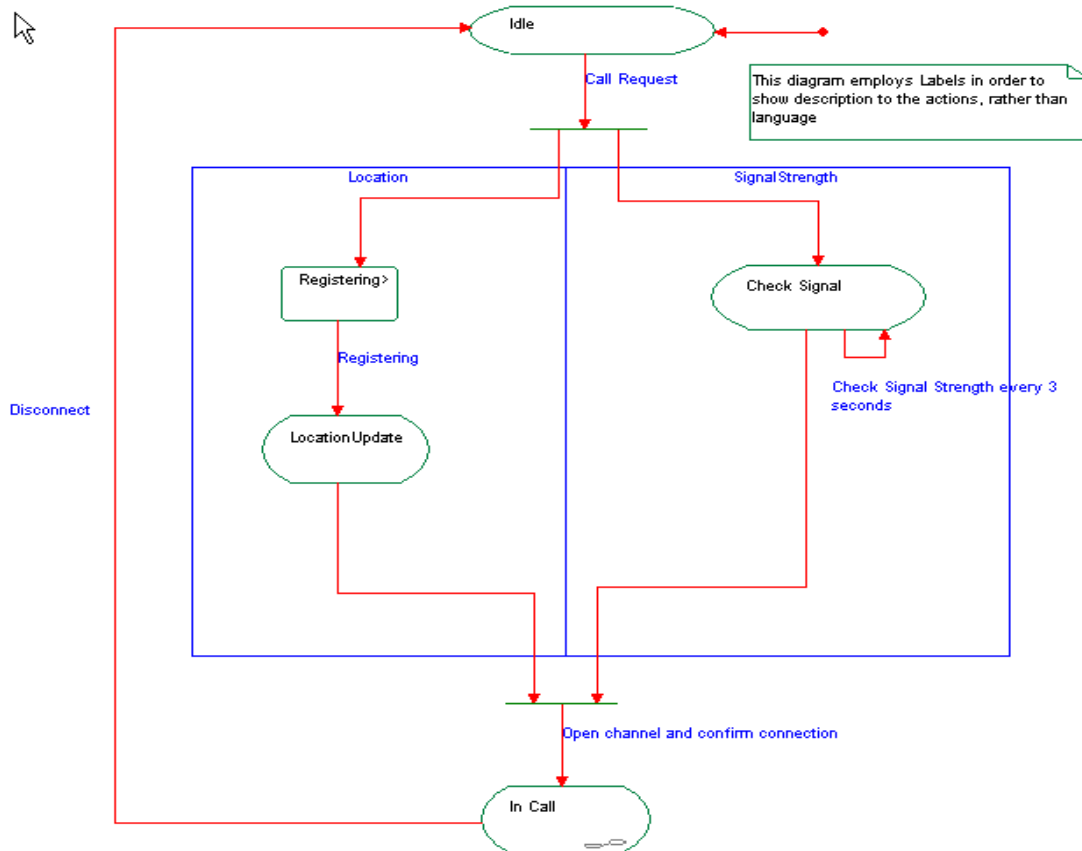 Idle
Call Request
This diagram employs Labels in order to
show description to the actions, rather than
language
Location
SignalStrength
Registering>
Check Signal
Registering
Check Signal Strength every 3
seconds
Disconnect
LocationUpdate
Open channel and confirm connection
In Call